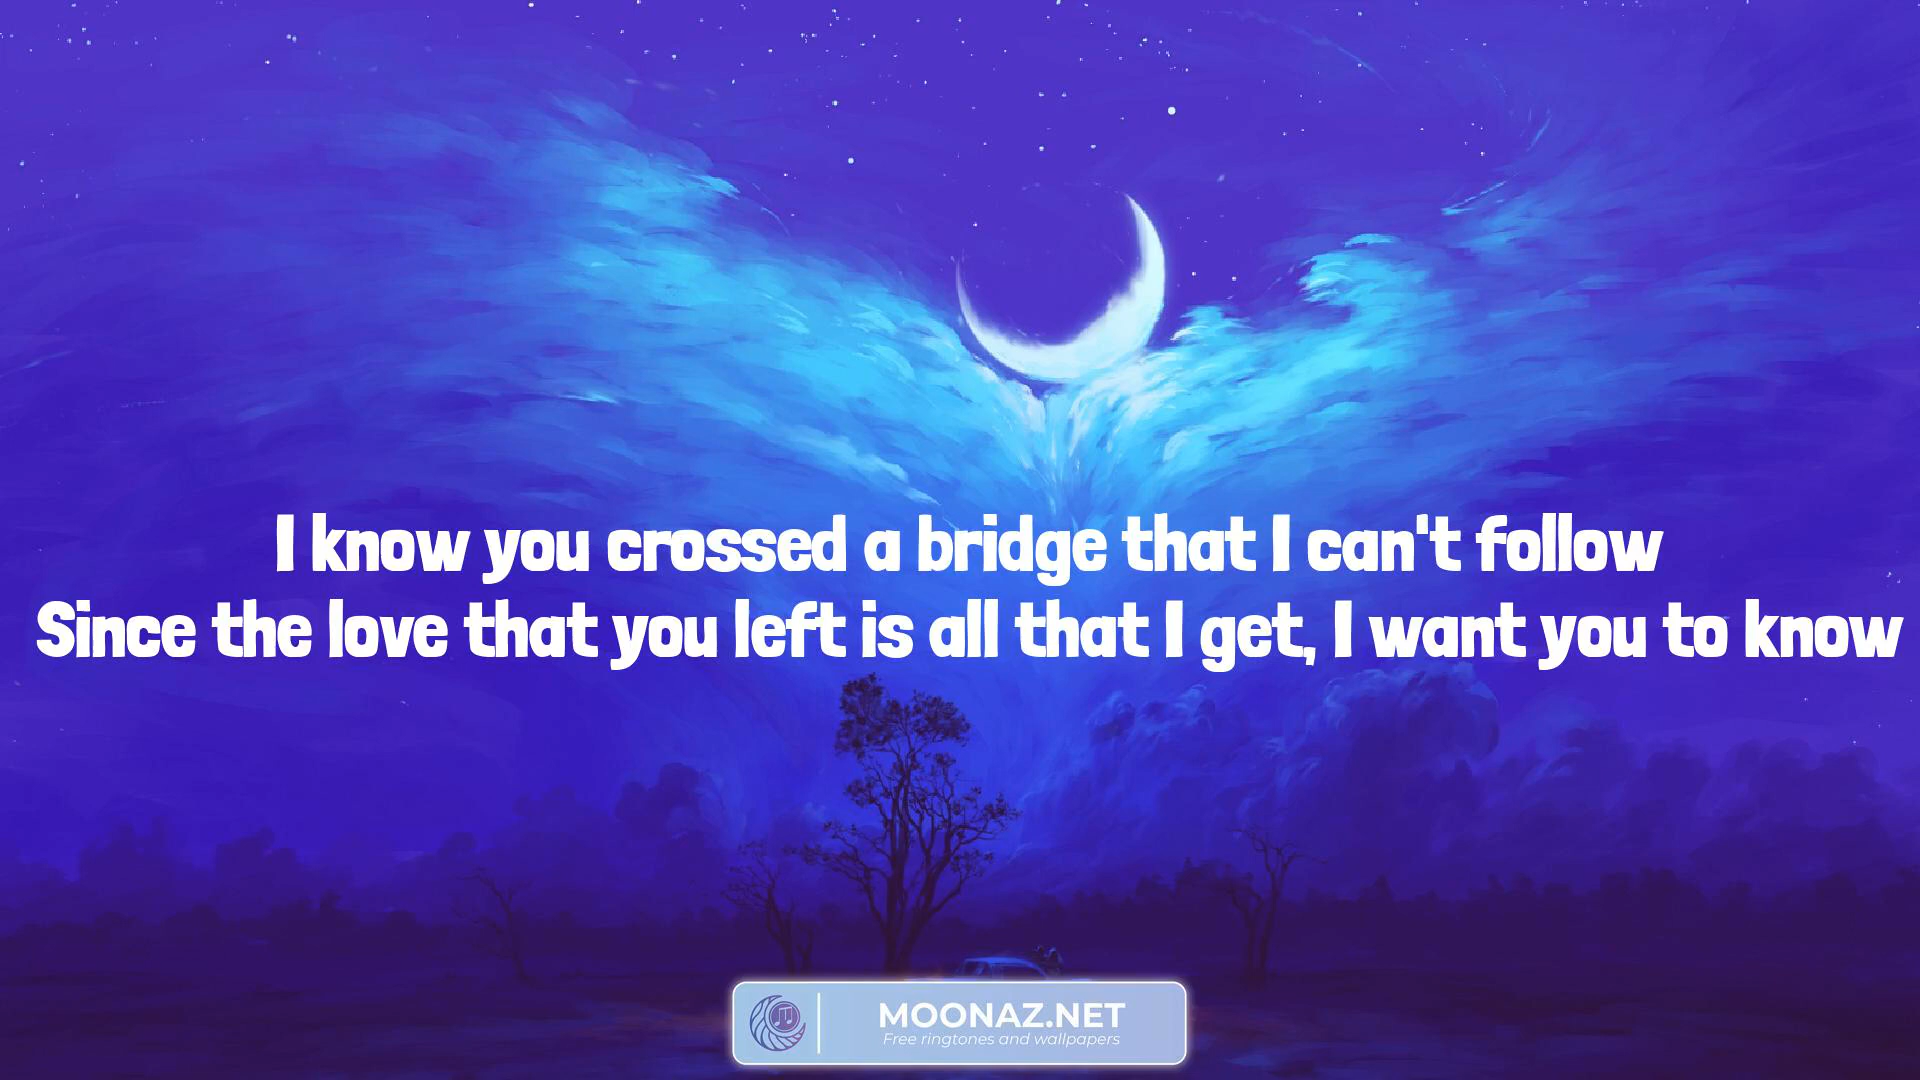 I know you crossed a bridge that I can't follow
Since the love that you left is all that I get, I want you to know
MOONAZ.NET
Free ringtones and wallpapers